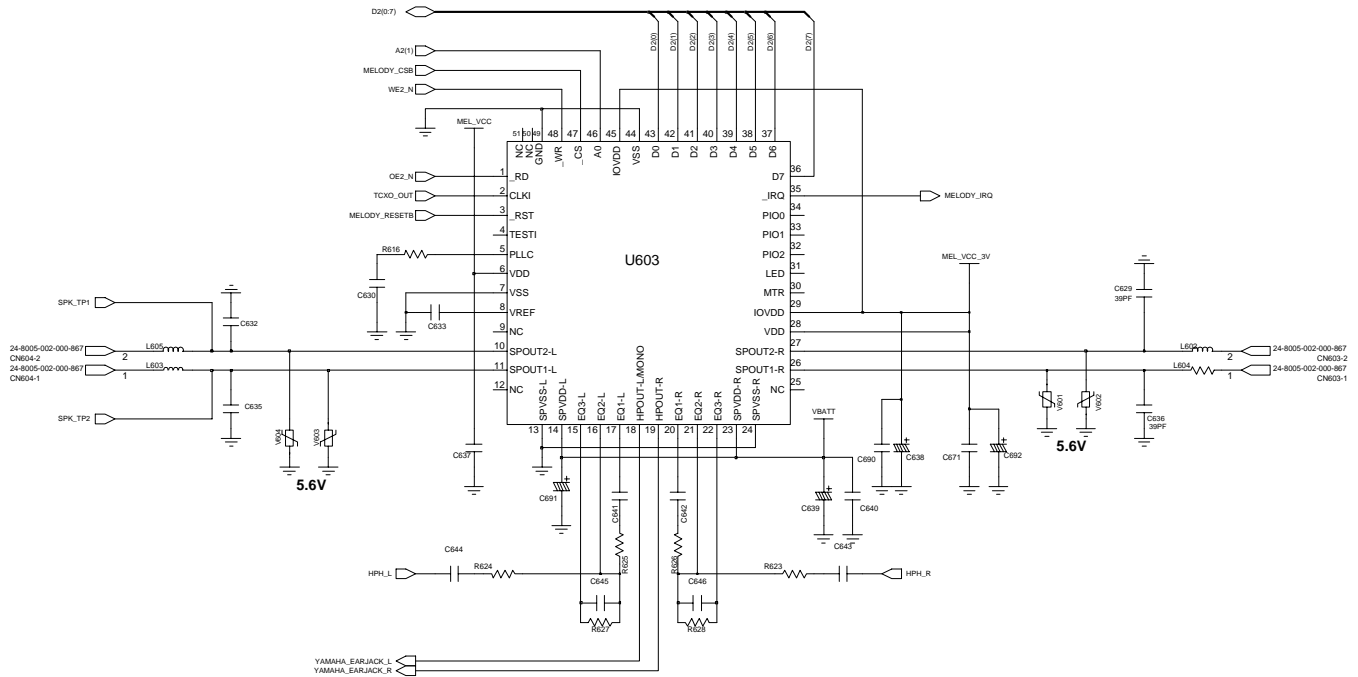 D2(0:7)
D2(0)
D2(1)
D2(2)
D2(3)
D2(4)
D2(5)
D2(6)
D2(7)
A2(1)
MELODY_CSB
WE2_N
MEL_VCC
51 50 49 48 47 46 45 44 43 42 41 40 39 38 37
NC
NC
GND
_WR
_CS
A0
IOVDD
VSS
D0
D1
D2
D3
D4
D5
D6
OE2_N 1 _RD
TCXO_OUT 2 CLKI
MELODY_RESETB 3 _RST
4 TESTI
R616 5 PLLC
6 VDD
7 VSS
8 VREF
9 NC
10 SPOUT2-L
11 SPOUT1-L
12 NC
C630
C633
U603
D7 36
_IRQ 35 MELODY_IRQ
PIO0 34
PIO1 33
PIO2 32
LED 31
MTR 30
IOVDD 29
VDD 28
SPOUT2-R 27
SPOUT1-R 26
NC 25
MEL_VCC_3V
C629
39PF
SPK_TP1
C632
24-8005-002-000-867
CN604-2
2
L605
24-8005-002-000-867
CN604-1
1
L603
SPK_TP2
C635
V604
V603
5.6V
C637
L602
2
24-8005-002-000-867
CN603-2
L604
1
24-8005-002-000-867
CN603-1
V601
V602
5.6V
C636
39PF
SPVSS-L
SPVDD-L
EQ3-L
EQ2-L
EQ1-L
HPOUT-L/MONO
HPOUT-R
EQ1-R
EQ2-R
EQ3-R
SPVDD-R
SPVSS-R
13 14 15 16 17 18 19 20 21 22 23 24
VBATT
C690
C638
C671
C692
C691
C641
C642
C639
C640
C643
C644
HPH_L
R624
R625
C645
R627
R626
C646
R628
R623
HPH_R
YAMAHA_EARJACK_L
YAMAHA_EARJACK_R